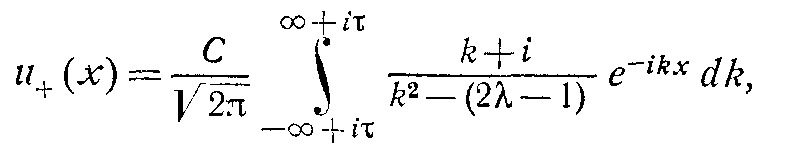 u_+(x) = \frac{C}{\sqrt{2\pi}} \int_{-\infty+i\tau}^{\infty+i\tau} \frac{k+i}{k^2-(2\lambda-1)} e^{-ikx} dk,